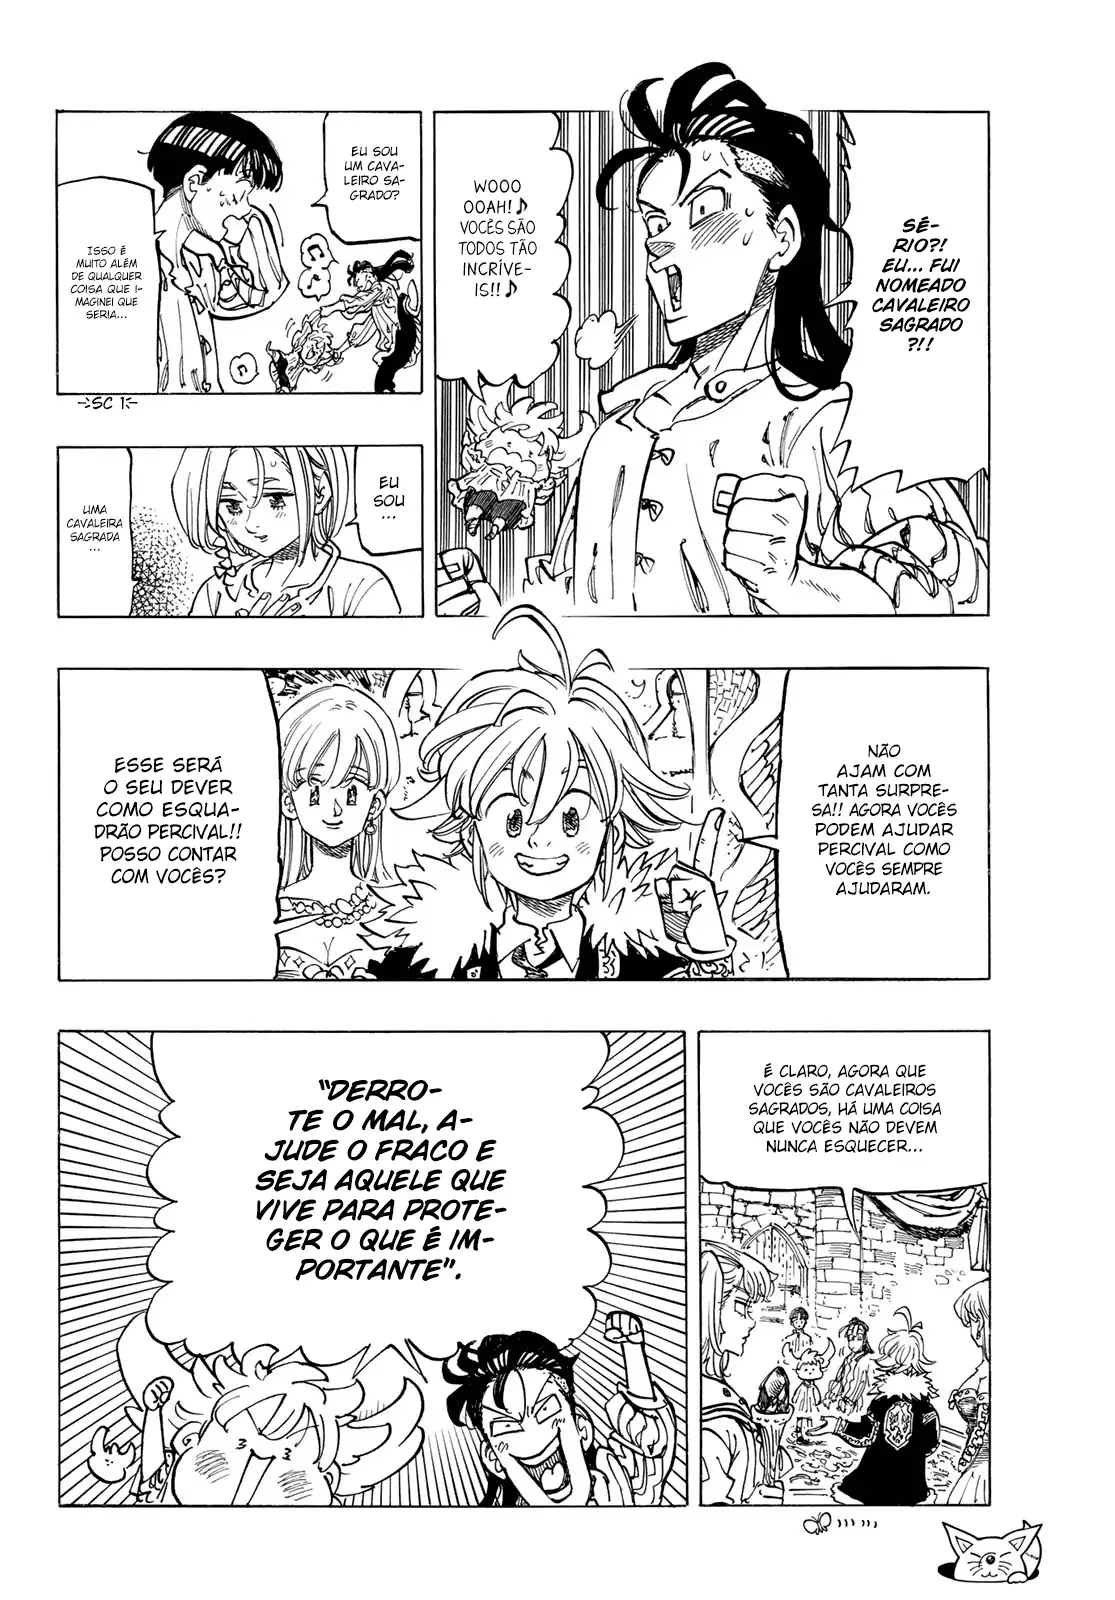 SÉ-
RIO?!
EU... FUI
NOMEADO
CAVALEIRO
SAGRADO
?!!
WOOO
OOAH!♪
VOCÊS SÃO
TODOS TÃO
INCRÍVE-
IS!!♪
EU SOU
UM CAVA-
LEIRO SA-
GRADO?
ISSO É
MUITO ALÉM
DE QUALQUER
COISA QUE I-
MAGINEI QUE
SERIA...
SC 1
EU
SOU
...
UMA
CAVALEIRA
SAGRADA
...
NÃO
AJAM COM
TANTA SURPRE-
SA!! AGORA VOCÊS
PODEM AJUDAR
PERCIVAL COMO
VOCÊS SEMPRE
AJUDARAM.
ESSE SERÁ
O SEU DEVER
COMO ESQUA-
DRÃO PERCIVAL!!
POSSO CONTAR
COM VOCÊS?
É CLARO, AGORA QUE
VOCÊS SÃO CAVALEIROS
SAGRADOS, HÁ UMA COISA
QUE VOCÊS NÃO DEVEM
NUNCA ESQUECER...
"DERRO-
TE O MAL, A-
JUDE O FRACO E
SEJA AQUELE QUE
VIVE PARA PROTE-
GER O QUE É IM-
PORTANTE".